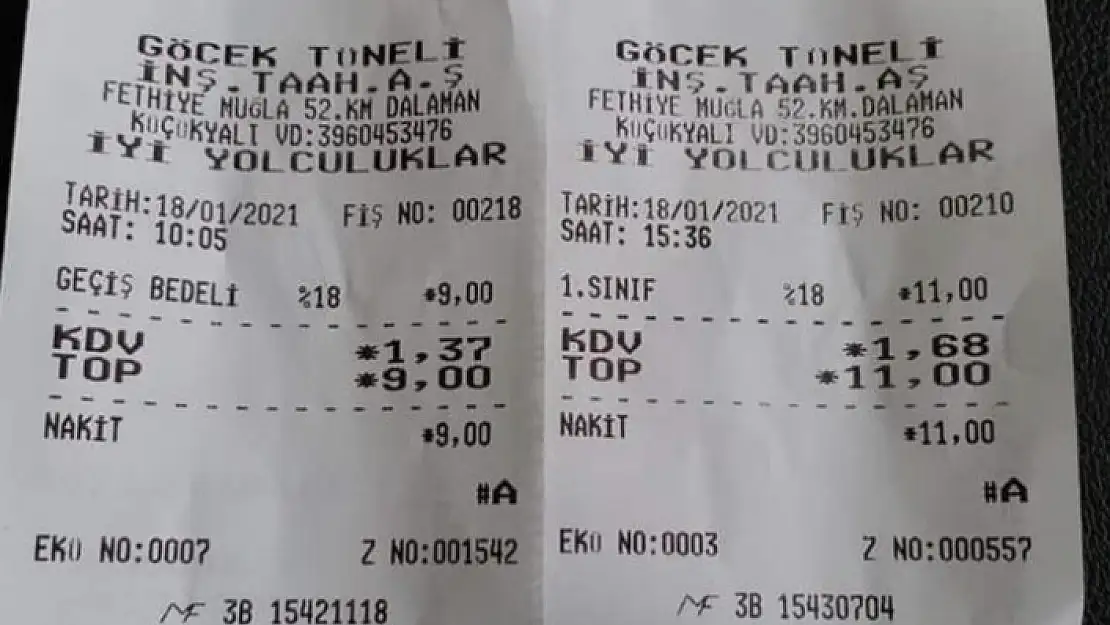 GÖCEK TÜNELİ
İNŞ.TAAH.A.Ş
FETHİYE MUĞLA 52.KM DALAMAN
KÜÇÜKYALI VD:3960453476
İYİ YOLCULUKLAR
TARİH:18/01/2021 FİŞ NO: 00218
SAAT: 10:05
GEÇİŞ BEDELİ %18 *9,00
KDV *1,37
TOP *9,00
NAKİT *9,00
#A
EKÜ NO:0007 Z NO:001542
MF 3B 15421118
GÖCEK TÜNELİ
İNŞ.TAAH.AŞ
FETHİYE MUĞLA 52.KM.DALAMAN
KÜÇÜKYALI VD:3960453476
İYİ YOLCULUKLAR
TARİH:18/01/2021 FİŞ NO: 00210
SAAT: 15:36
1.SINIF %18 *11,00
KDV *1,68
TOP *11,00
NAKİT *11,00
#A
EKÜ NO:0003 Z NO:000557
MF 3B 15430704